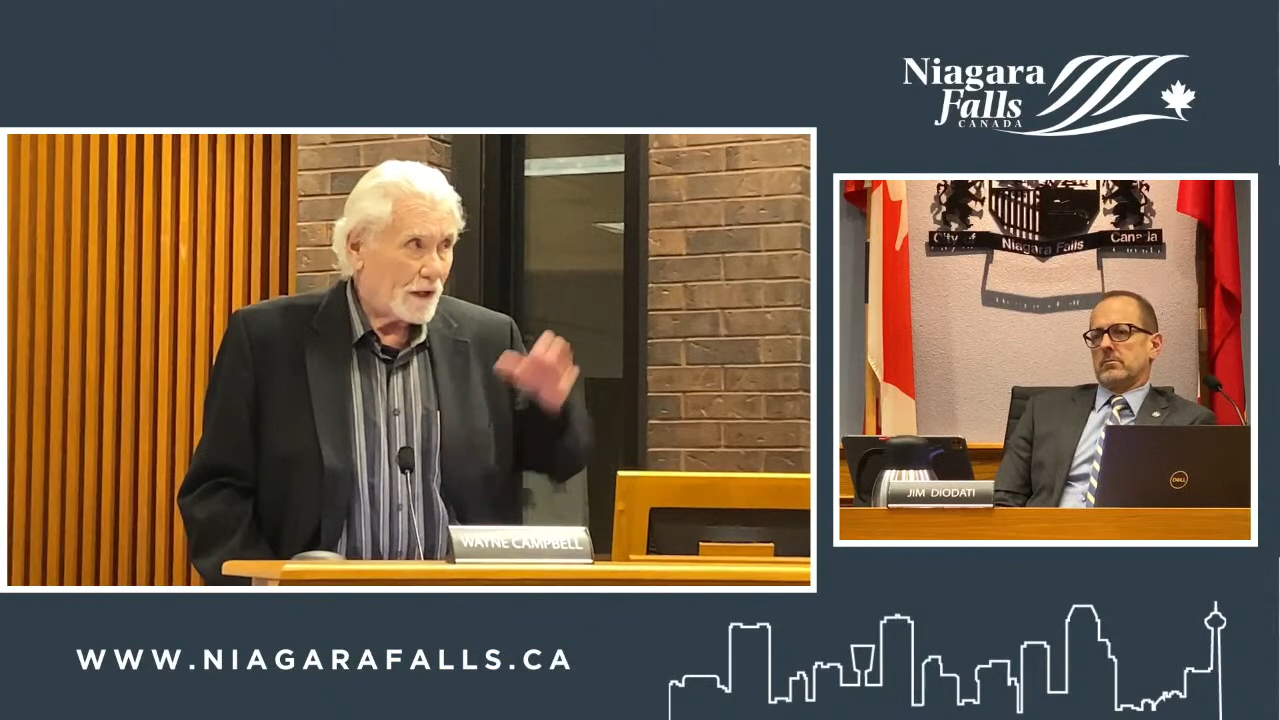 Niagara
Falls
CANADA
City of
Niagara Falls
Canada
WAYNE CAMPBELL
JIM DIODATI
DELL
WWW.NIAGARAFALLS.CA